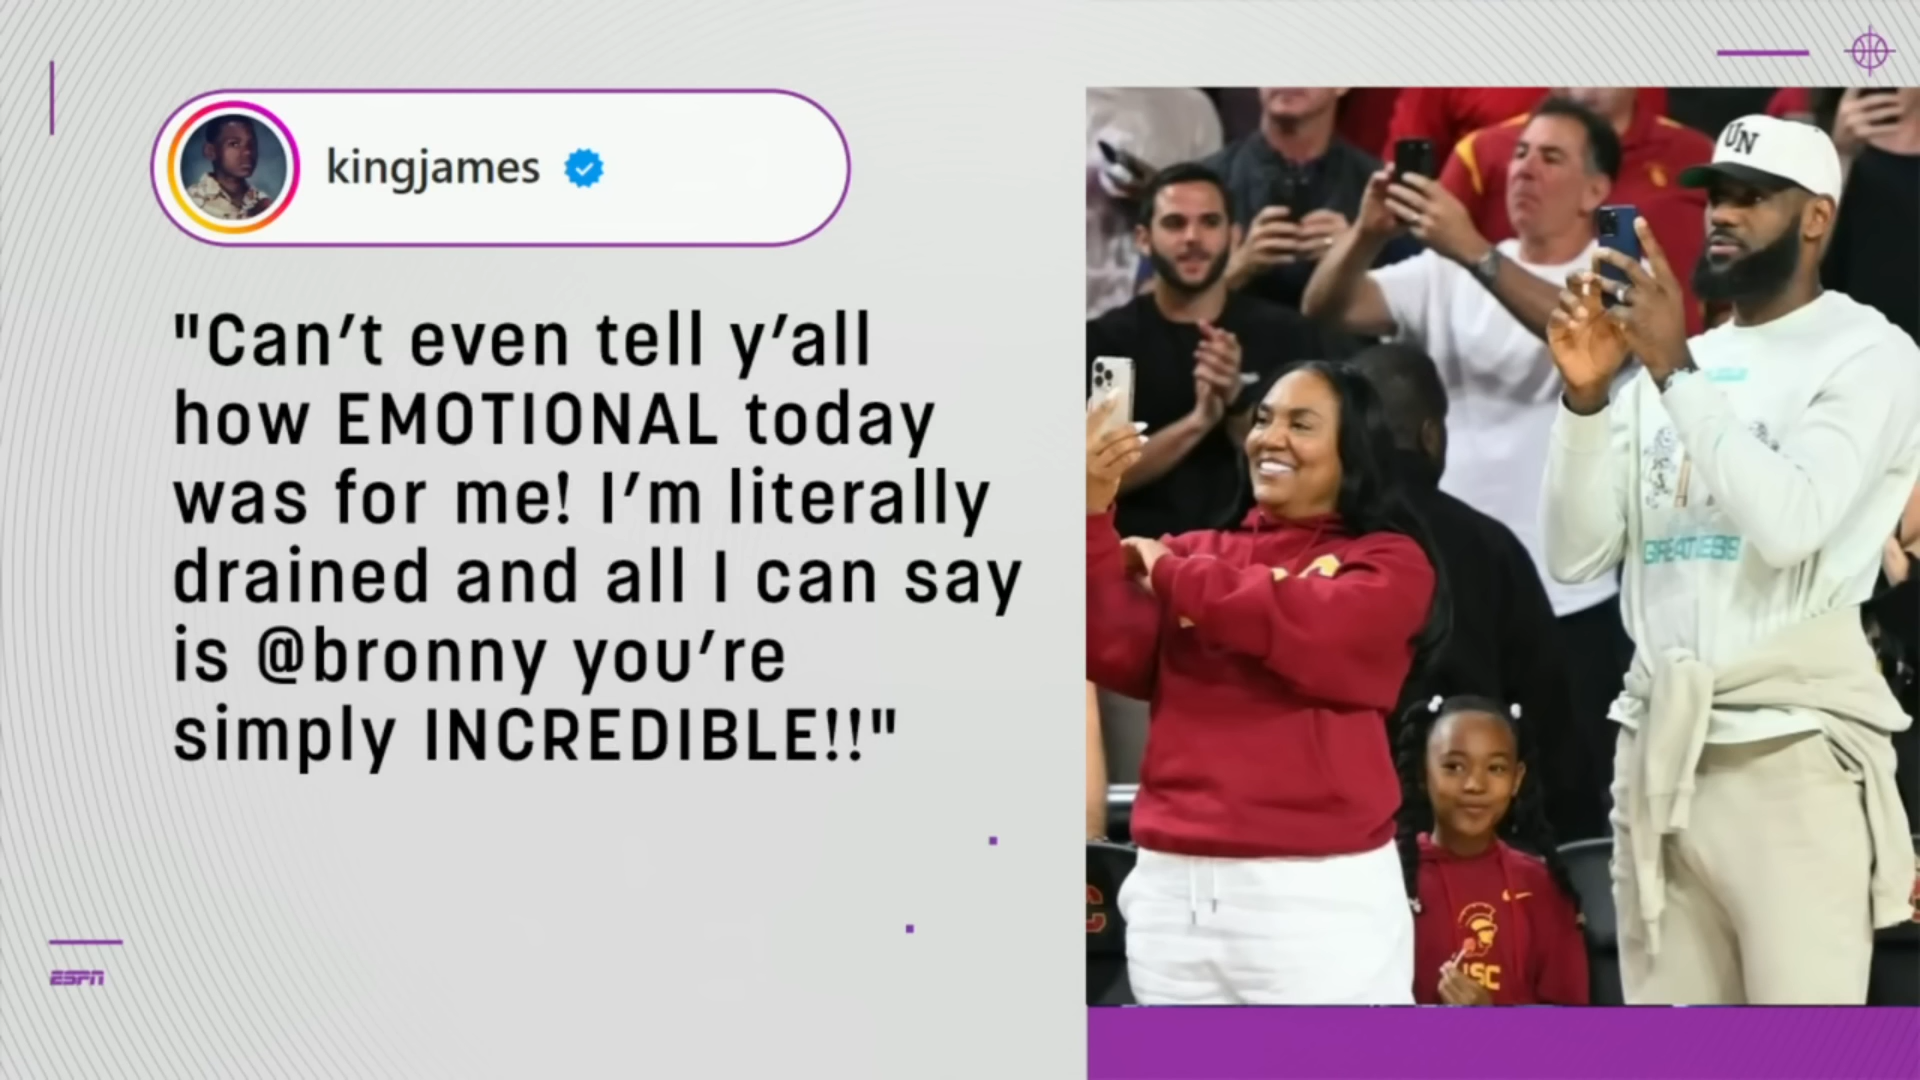 kingjames
"Can't even tell y'all
how EMOTIONAL today
was for me! I'm literally
drained and all I can say
is @bronny you're
simply INCREDIBLE!!"
ESPN
UN
GREATNESS
USC